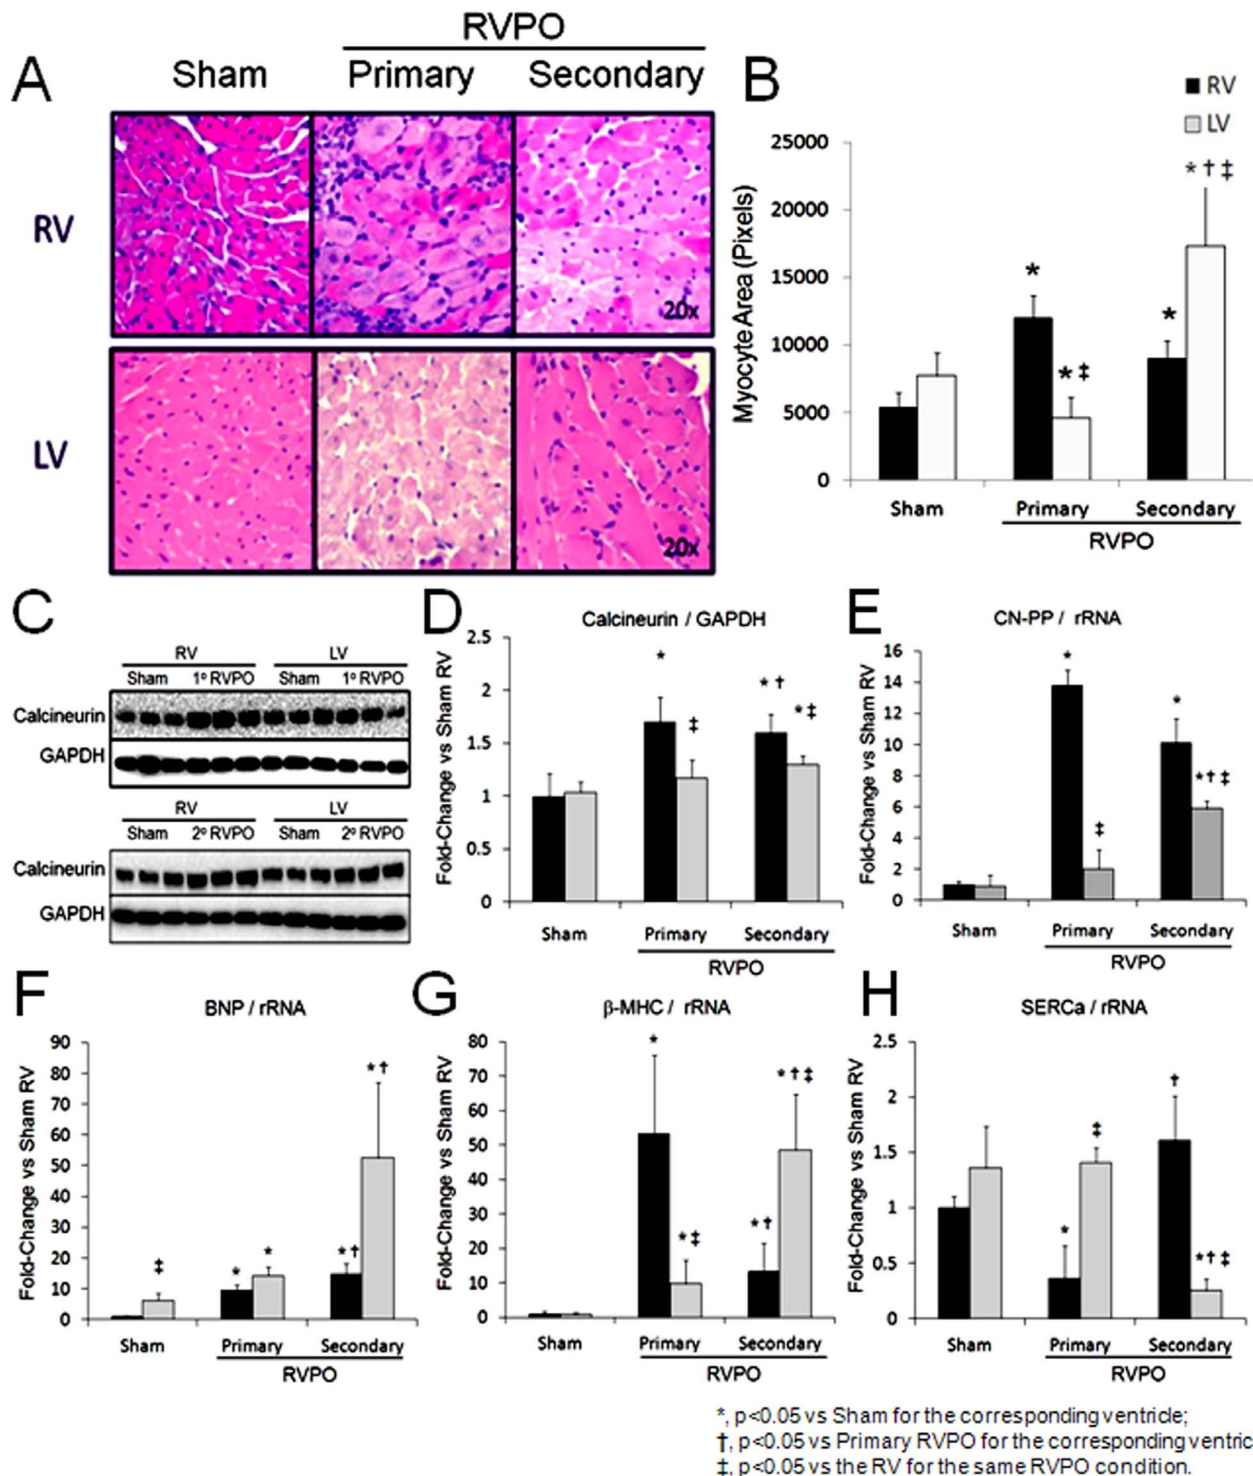 RVPO
A Sham Primary Secondary
RV
20x
LV
20x
B
RV
LV
25000
20000
15000
10000
5000
0
Myocyte Area (Pixels)
* † ‡
*
* ‡
*
Sham Primary Secondary
RVPO
C
RV LV
Sham 1º RVPO Sham 1º RVPO
Calcineurin
GAPDH
RV LV
Sham 2º RVPO Sham 2º RVPO
Calcineurin
GAPDH
D
Calcineurin / GAPDH
Fold-Change vs Sham RV
2.5
2
1.5
1
0.5
0
*
‡
* †
* ‡
Sham Primary Secondary
RVPO
E
CN-PP / rRNA
Fold-Change vs Sham RV
16
14
12
10
8
6
4
2
0
*
‡
*
* † ‡
Sham Primary Secondary
RVPO
F
BNP / rRNA
Fold-Change vs Sham RV
90
80
70
60
50
40
30
20
10
0
‡
*
*
* †
* †
Sham Primary Secondary
RVPO
G
β-MHC / rRNA
Fold-Change vs Sham RV
80
70
60
50
40
30
20
10
0
*
* ‡
* †
* † ‡
Sham Primary Secondary
RVPO
H
SERCa / rRNA
Fold-Change vs Sham RV
2.5
2
1.5
1
0.5
0
*
‡
†
* † ‡
Sham Primary Secondary
RVPO
*, p<0.05 vs Sham for the corresponding ventricle;
†, p<0.05 vs Primary RVPO for the corresponding ventric
‡, p<0.05 vs the RV for the same RVPO condition.